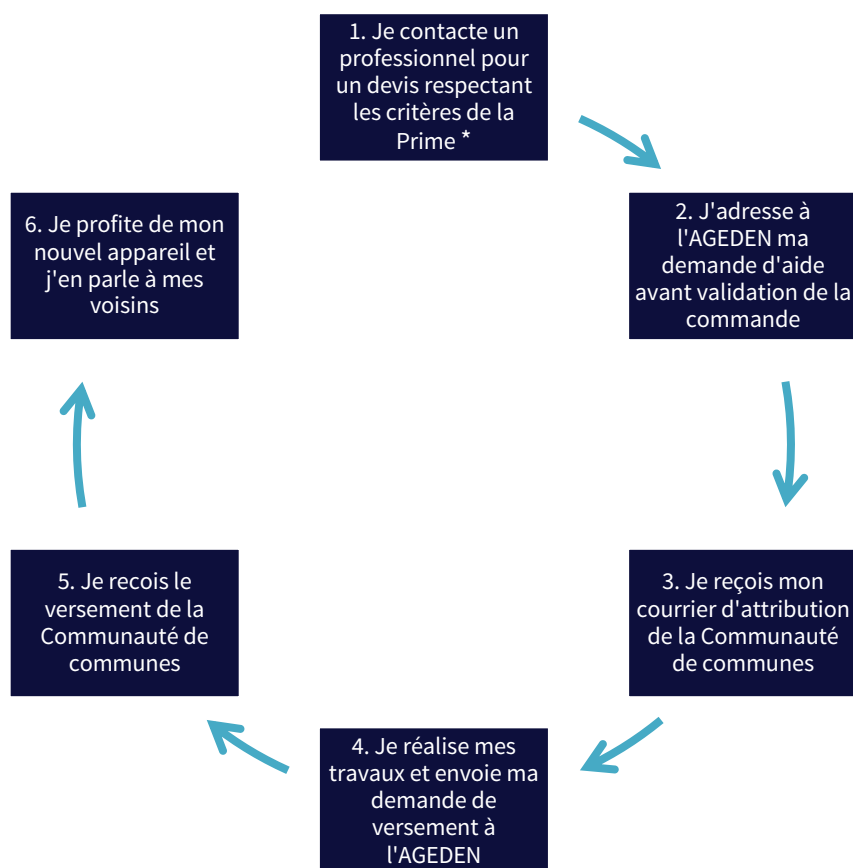 1. Je contacte un
professionnel pour
un devis respectant
les critères de la
Prime *
2. J'adresse à
l'AGEDEN ma
demande d'aide
avant validation de la
commande
3. Je reçois mon
courrier d'attribution
de la Communauté
de communes
4. Je réalise mes
travaux et envoie ma
demande de
versement à
l'AGEDEN
5. Je recois le
versement de la
Communauté de
communes
6. Je profite de mon
nouvel appareil et
j'en parle à mes
voisins